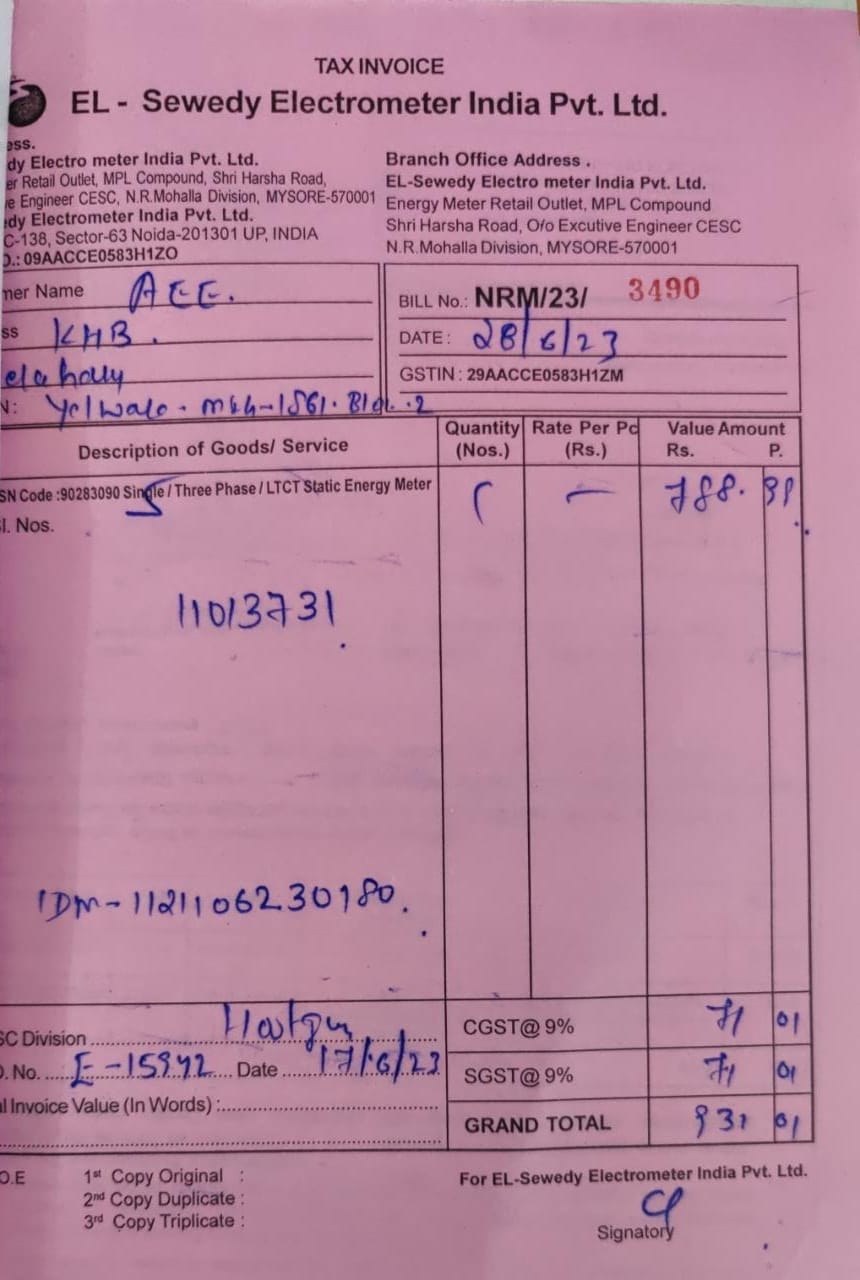 TAX INVOICE
EL - Sewedy Electrometer India Pvt. Ltd.
ess.
dy Electro meter India Pvt. Ltd.
er Retail Outlet, MPL Compound, Shri Harsha Road,
e Engineer CESC, N.R.Mohalla Division, MYSORE-570001
dy Electrometer India Pvt. Ltd.
C-138, Sector-63 Noida-201301 UP, INDIA
O.: 09AACCE0583H1ZO
Branch Office Address .
EL-Sewedy Electro meter India Pvt. Ltd.
Energy Meter Retail Outlet, MPL Compound
Shri Harsha Road, O/o Excutive Engineer CESC
N.R.Mohalla Division, MYSORE-570001
mer Name AEE.
ss KHB.
N: Yelwale -
BILL No.: NRM/23/ 3490
DATE : 28/6/23
GSTIN : 29AACCE0583H1ZM
Description of Goods/ Service Quantity (Nos.) Rate Per Pc (Rs.) Value Amount Rs. P.
SN Code :90283090 Single / Three Phase / LTCT Static Energy Meter — 788.
l. Nos.
11013731
IDM-11211106230180.
SC Division
O. No. E-15942 Date 17/6/23
l Invoice Value (In Words) :
CGST@ 9% 71 01
SGST@ 9% 71 01
GRAND TOTAL 931 01
O.E
1st Copy Original :
2nd Copy Duplicate :
3rd Copy Triplicate :
For EL-Sewedy Electrometer India Pvt. Ltd.
Signatory